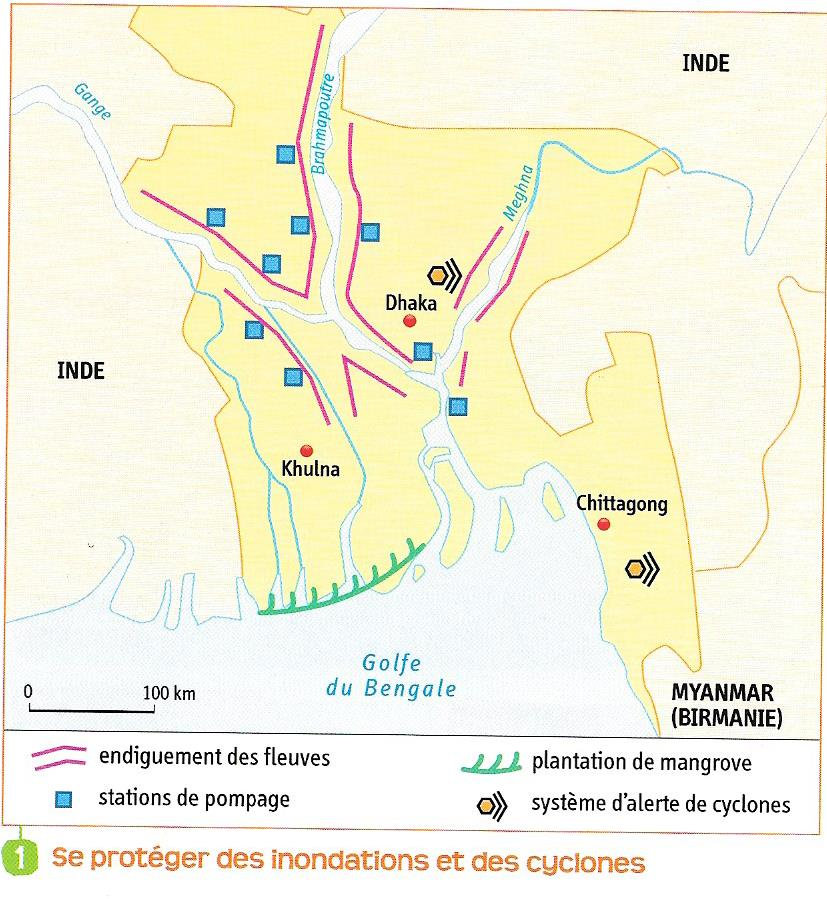 INDE
Gange
Brahmapoutre
Meghna
Dhaka
INDE
Khulna
Chittagong
Golfe
du Bengale
0 100 km
MYANMAR
(BIRMANIE)
endiguement des fleuves
plantation de mangrove
stations de pompage
système d'alerte de cyclones
1 Se protéger des inondations et des cyclones